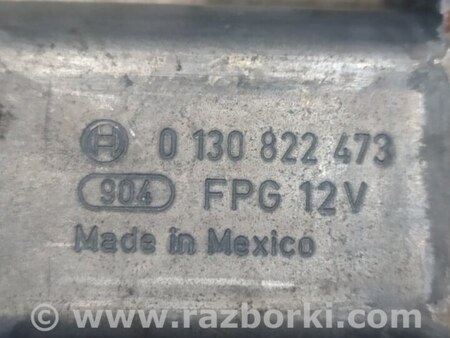 0 130 822 473
904 FPG 12V
Made in Mexico
© www.razborki.com